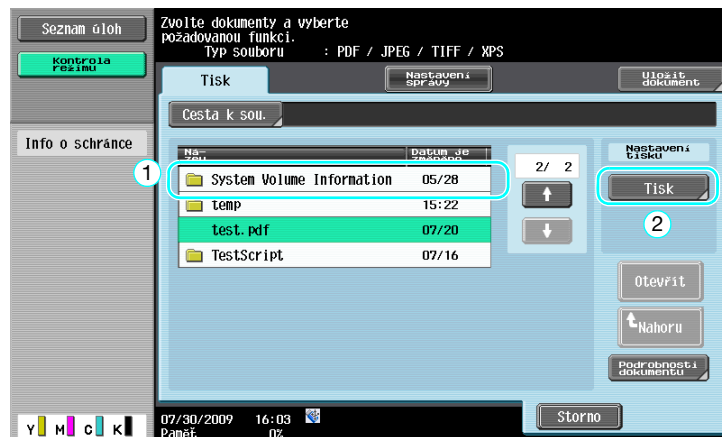 Seznam úloh
Kontrola
režimu
Info o schránce
Zvolte dokumenty a vyberte
požadovanou funkci.
Typ souboru : PDF / JPEG / TIFF / XPS
Tisk
Nastavení
správy
Uložit
dokument
Cesta k sou.
Ná-
zev
Datum je
změněno
1
System Volume Information 05/28
temp 15:22
test.pdf 07/20
TestScript 07/16
2/ 2
Nastavení
tisku
Tisk
2
Otevřít
Nahoru
Podrobnosti
dokumentu
Y M C K
07/30/2009 16:03
Paměť 0%
Storno